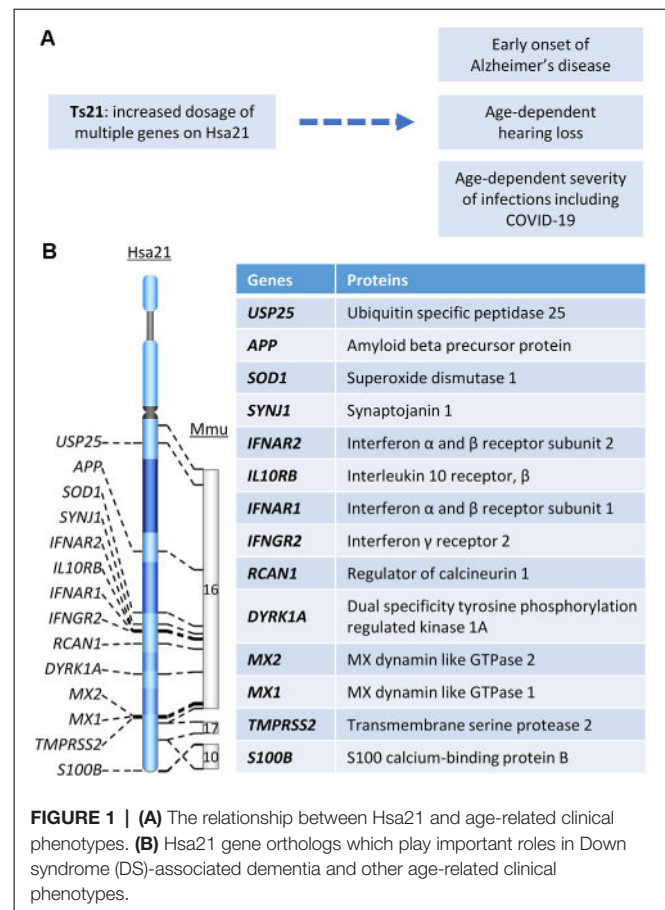 A
Ts21: increased dosage of
multiple genes on Hsa21
Early onset of
Alzheimer's disease
Age-dependent
hearing loss
Age-dependent severity
of infections including
COVID-19
B
Hsa21
Mmu
USP25
APP
SOD1
SYNJ1
IFNAR2
IL10RB
IFNAR1
IFNGR2
RCAN1
DYRK1A
MX2
MX1
TMPRSS2
S100B
16
17
10
Genes Proteins
USP25 Ubiquitin specific peptidase 25
APP Amyloid beta precursor protein
SOD1 Superoxide dismutase 1
SYNJ1 Synaptojanin 1
IFNAR2 Interferon α and β receptor subunit 2
IL10RB Interleukin 10 receptor, β
IFNAR1 Interferon α and β receptor subunit 1
IFNGR2 Interferon γ receptor 2
RCAN1 Regulator of calcineurin 1
DYRK1A Dual specificity tyrosine phosphorylation
regulated kinase 1A
MX2 MX dynamin like GTPase 2
MX1 MX dynamin like GTPase 1
TMPRSS2 Transmembrane serine protease 2
S100B S100 calcium-binding protein B
FIGURE 1 | (A) The relationship between Hsa21 and age-related clinical
phenotypes. (B) Hsa21 gene orthologs which play important roles in Down
syndrome (DS)-associated dementia and other age-related clinical
phenotypes.